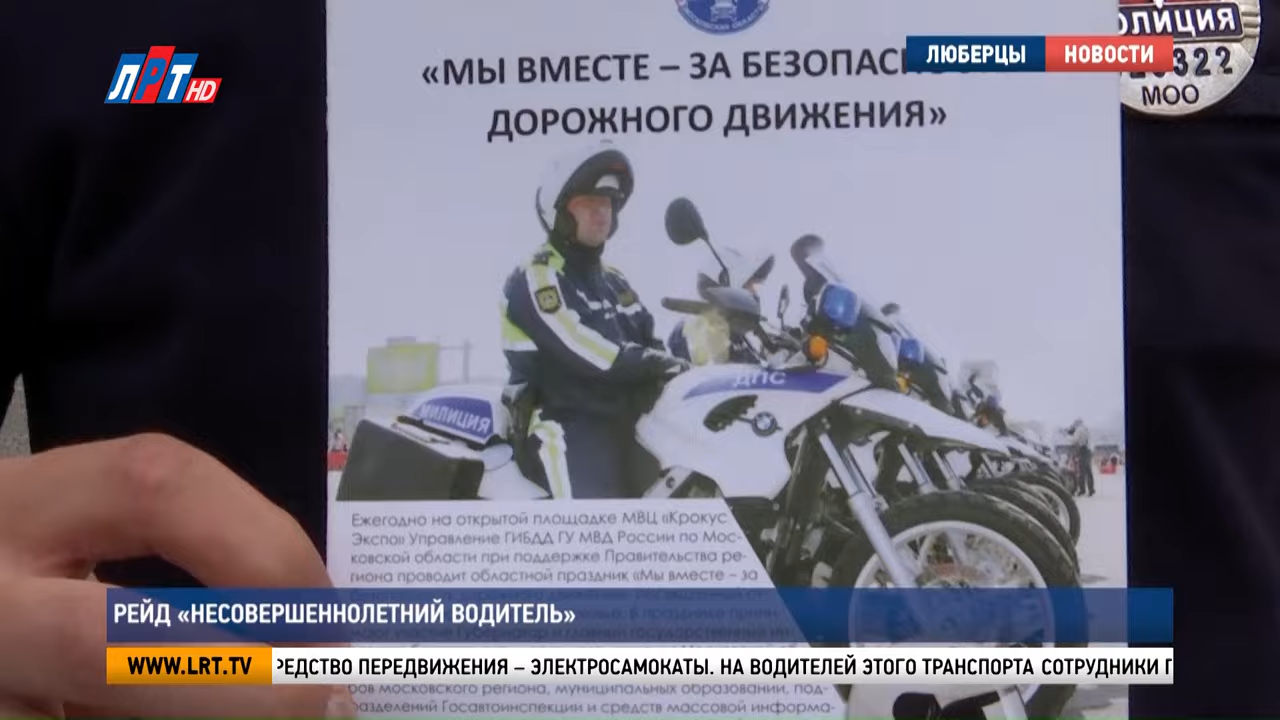 ЛРТ HD
ЛЮБЕРЦЫ НОВОСТИ
ОЛИЦИЯ
322
МОО
«МЫ ВМЕСТЕ – ЗА БЕЗОПАС
ДОРОЖНОГО ДВИЖЕНИЯ»
ДПС
МИЛИЦИЯ
Ежегодно на открытой площадке МВЦ «Крокус
Экспо» Управление ГИБДД ГУ МВД России по Мос-
ковской области при поддержке Правительства ре-
гиона проводит областной праздник «Мы вместе – за
РЕЙД «НЕСОВЕРШЕННОЛЕТНИЙ ВОДИТЕЛЬ»
WWW.LRT.TV
РЕДСТВО ПЕРЕДВИЖЕНИЯ – ЭЛЕКТРОСАМОКАТЫ. НА ВОДИТЕЛЕЙ ЭТОГО ТРАНСПОРТА СОТРУДНИКИ Г
ров московского региона, муниципальных образований, под-
разделений Госавтоинспекции и средств массовой информа-